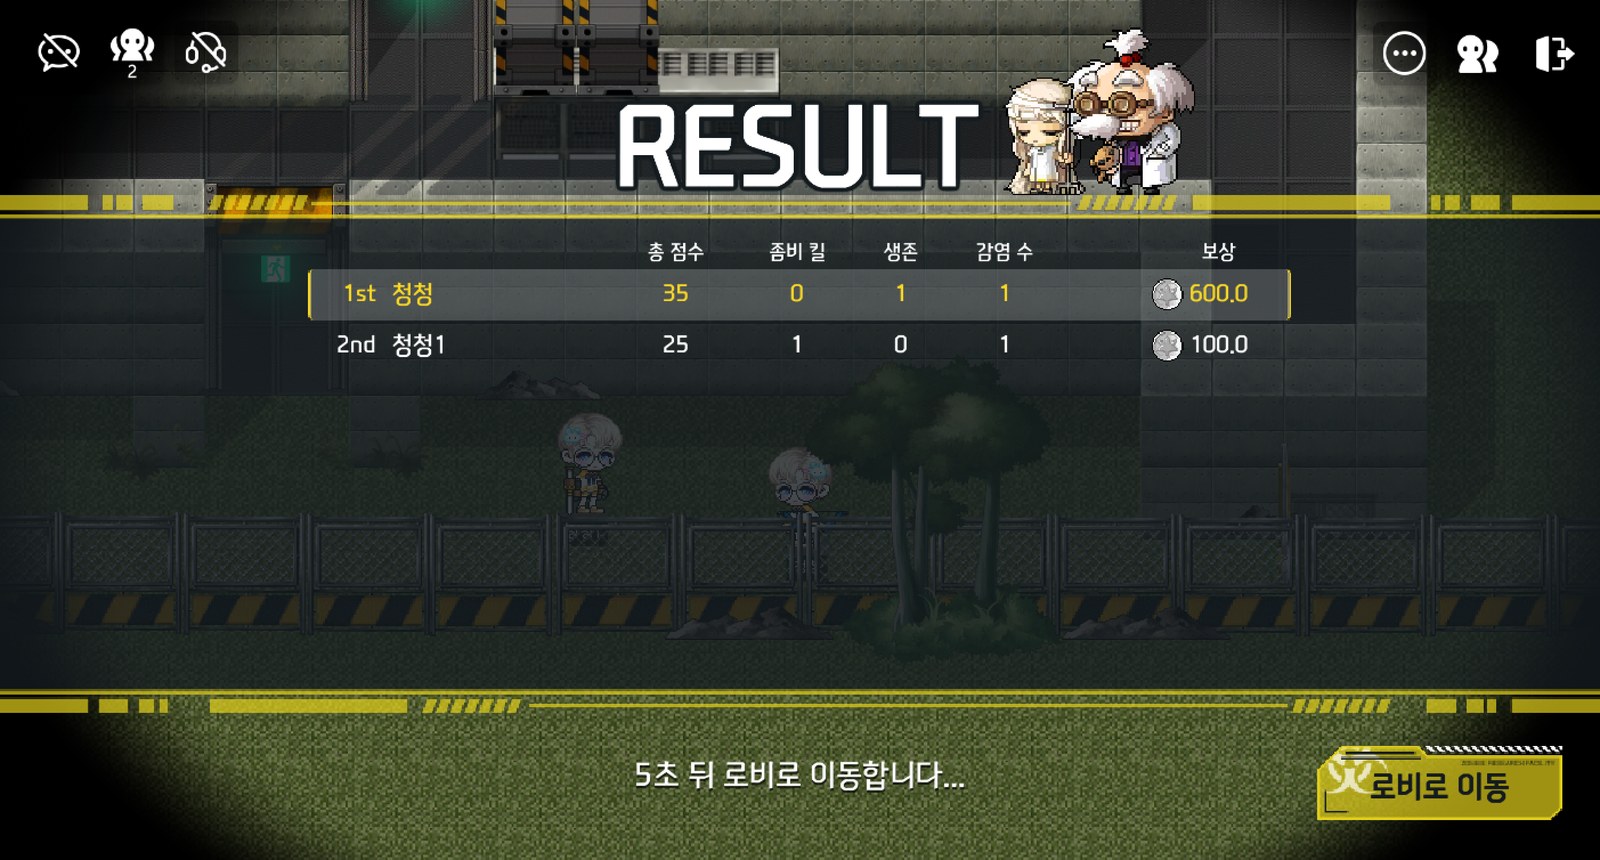 2
RESULT
총 점수 좀비 킬 생존 감염 수 보상
1st 청청 35 0 1 1 600.0
2nd 청청1 25 1 0 1 100.0
5초 뒤 로비로 이동합니다...
로비로 이동